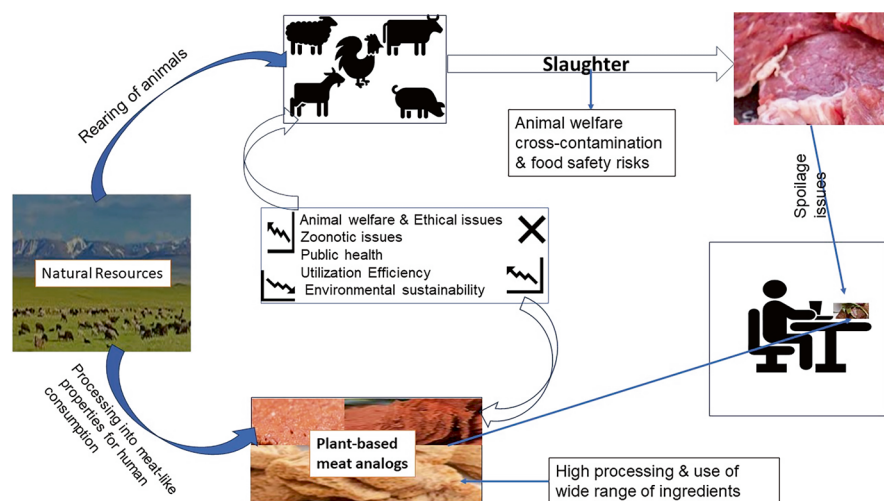 Rearing of animals
Slaughter
Animal welfare
cross-contamination
& food safety risks
Spoilage
issues
Natural Resources
Animal welfare & Ethical issues
Zoonotic issues
Public health
Utilization Efficiency
Environmental sustainability
Processing into meat-like
properties for human
consumption
Plant-based
meat analogs
High processing & use of
wide range of ingredients